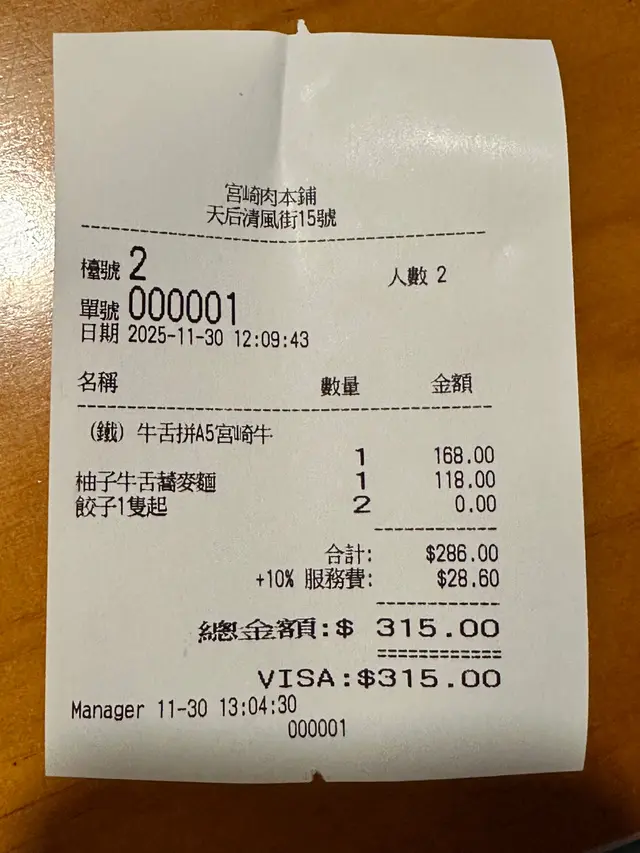 宮崎肉本鋪
天后清風街15號
檯號 2
人數 2
單號 000001
日期 2025-11-30 12:09:43
名稱 數量 金額
(鐵) 牛舌拼A5宮崎牛
1 168.00
柚子牛舌蕎麥麵 1 118.00
餃子1隻起 2 0.00
合計: $286.00
+10% 服務費: $28.60
總金額:$ 315.00
VISA:$315.00
Manager 11-30 13:04:30
000001